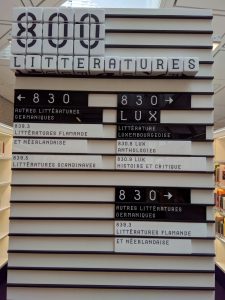 800
LITTERATURES
← 830
AUTRES LITTÉRATURES
GERMANIQUES
839.3
LITTÉRATURES FLAMANDE
ET NÉERLANDAISE
839.5
LITTÉRATURES SCANDINAVES
830 →
LUX
LITTÉRATURE
LUXEMBOURGEOISE
830.8 LUX
ANTHOLOGIES
830.9 LUX
HISTOIRE ET CRITIQUE
830 →
AUTRES LITTÉRATURES
GERMANIQUES
839.3
LITTÉRATURES FLAMANDE
ET NÉERLANDAISE